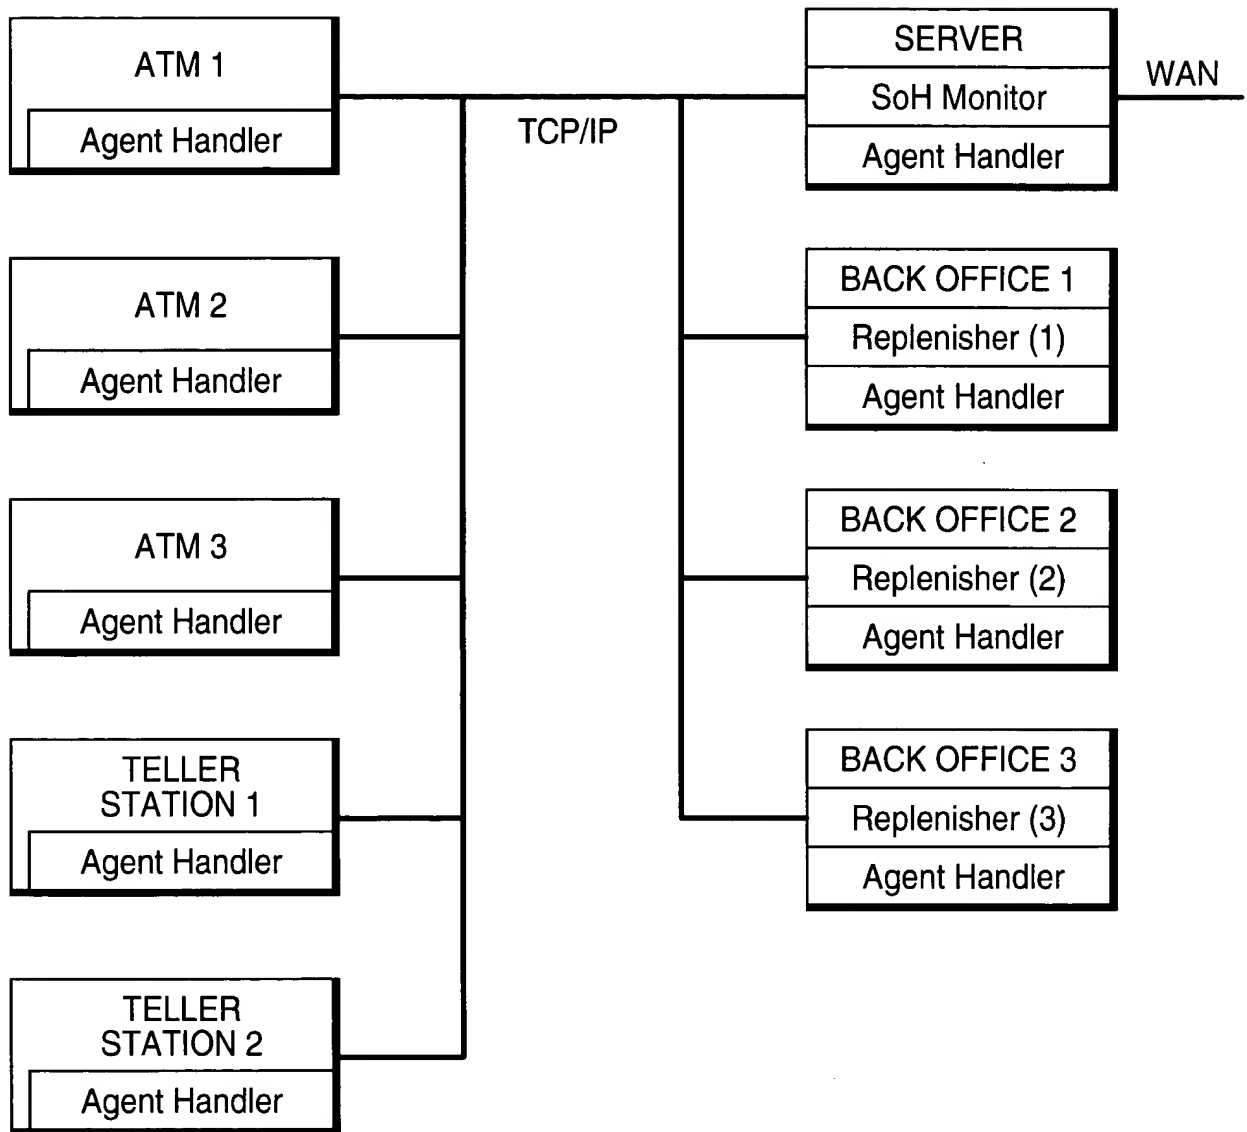 ATM 1
Agent Handler
ATM 2
Agent Handler
ATM 3
Agent Handler
TELLER
STATION 1
Agent Handler
TELLER
STATION 2
Agent Handler
TCP/IP
SERVER
SoH Monitor
Agent Handler
WAN
BACK OFFICE 1
Replenisher (1)
Agent Handler
BACK OFFICE 2
Replenisher (2)
Agent Handler
BACK OFFICE 3
Replenisher (3)
Agent Handler